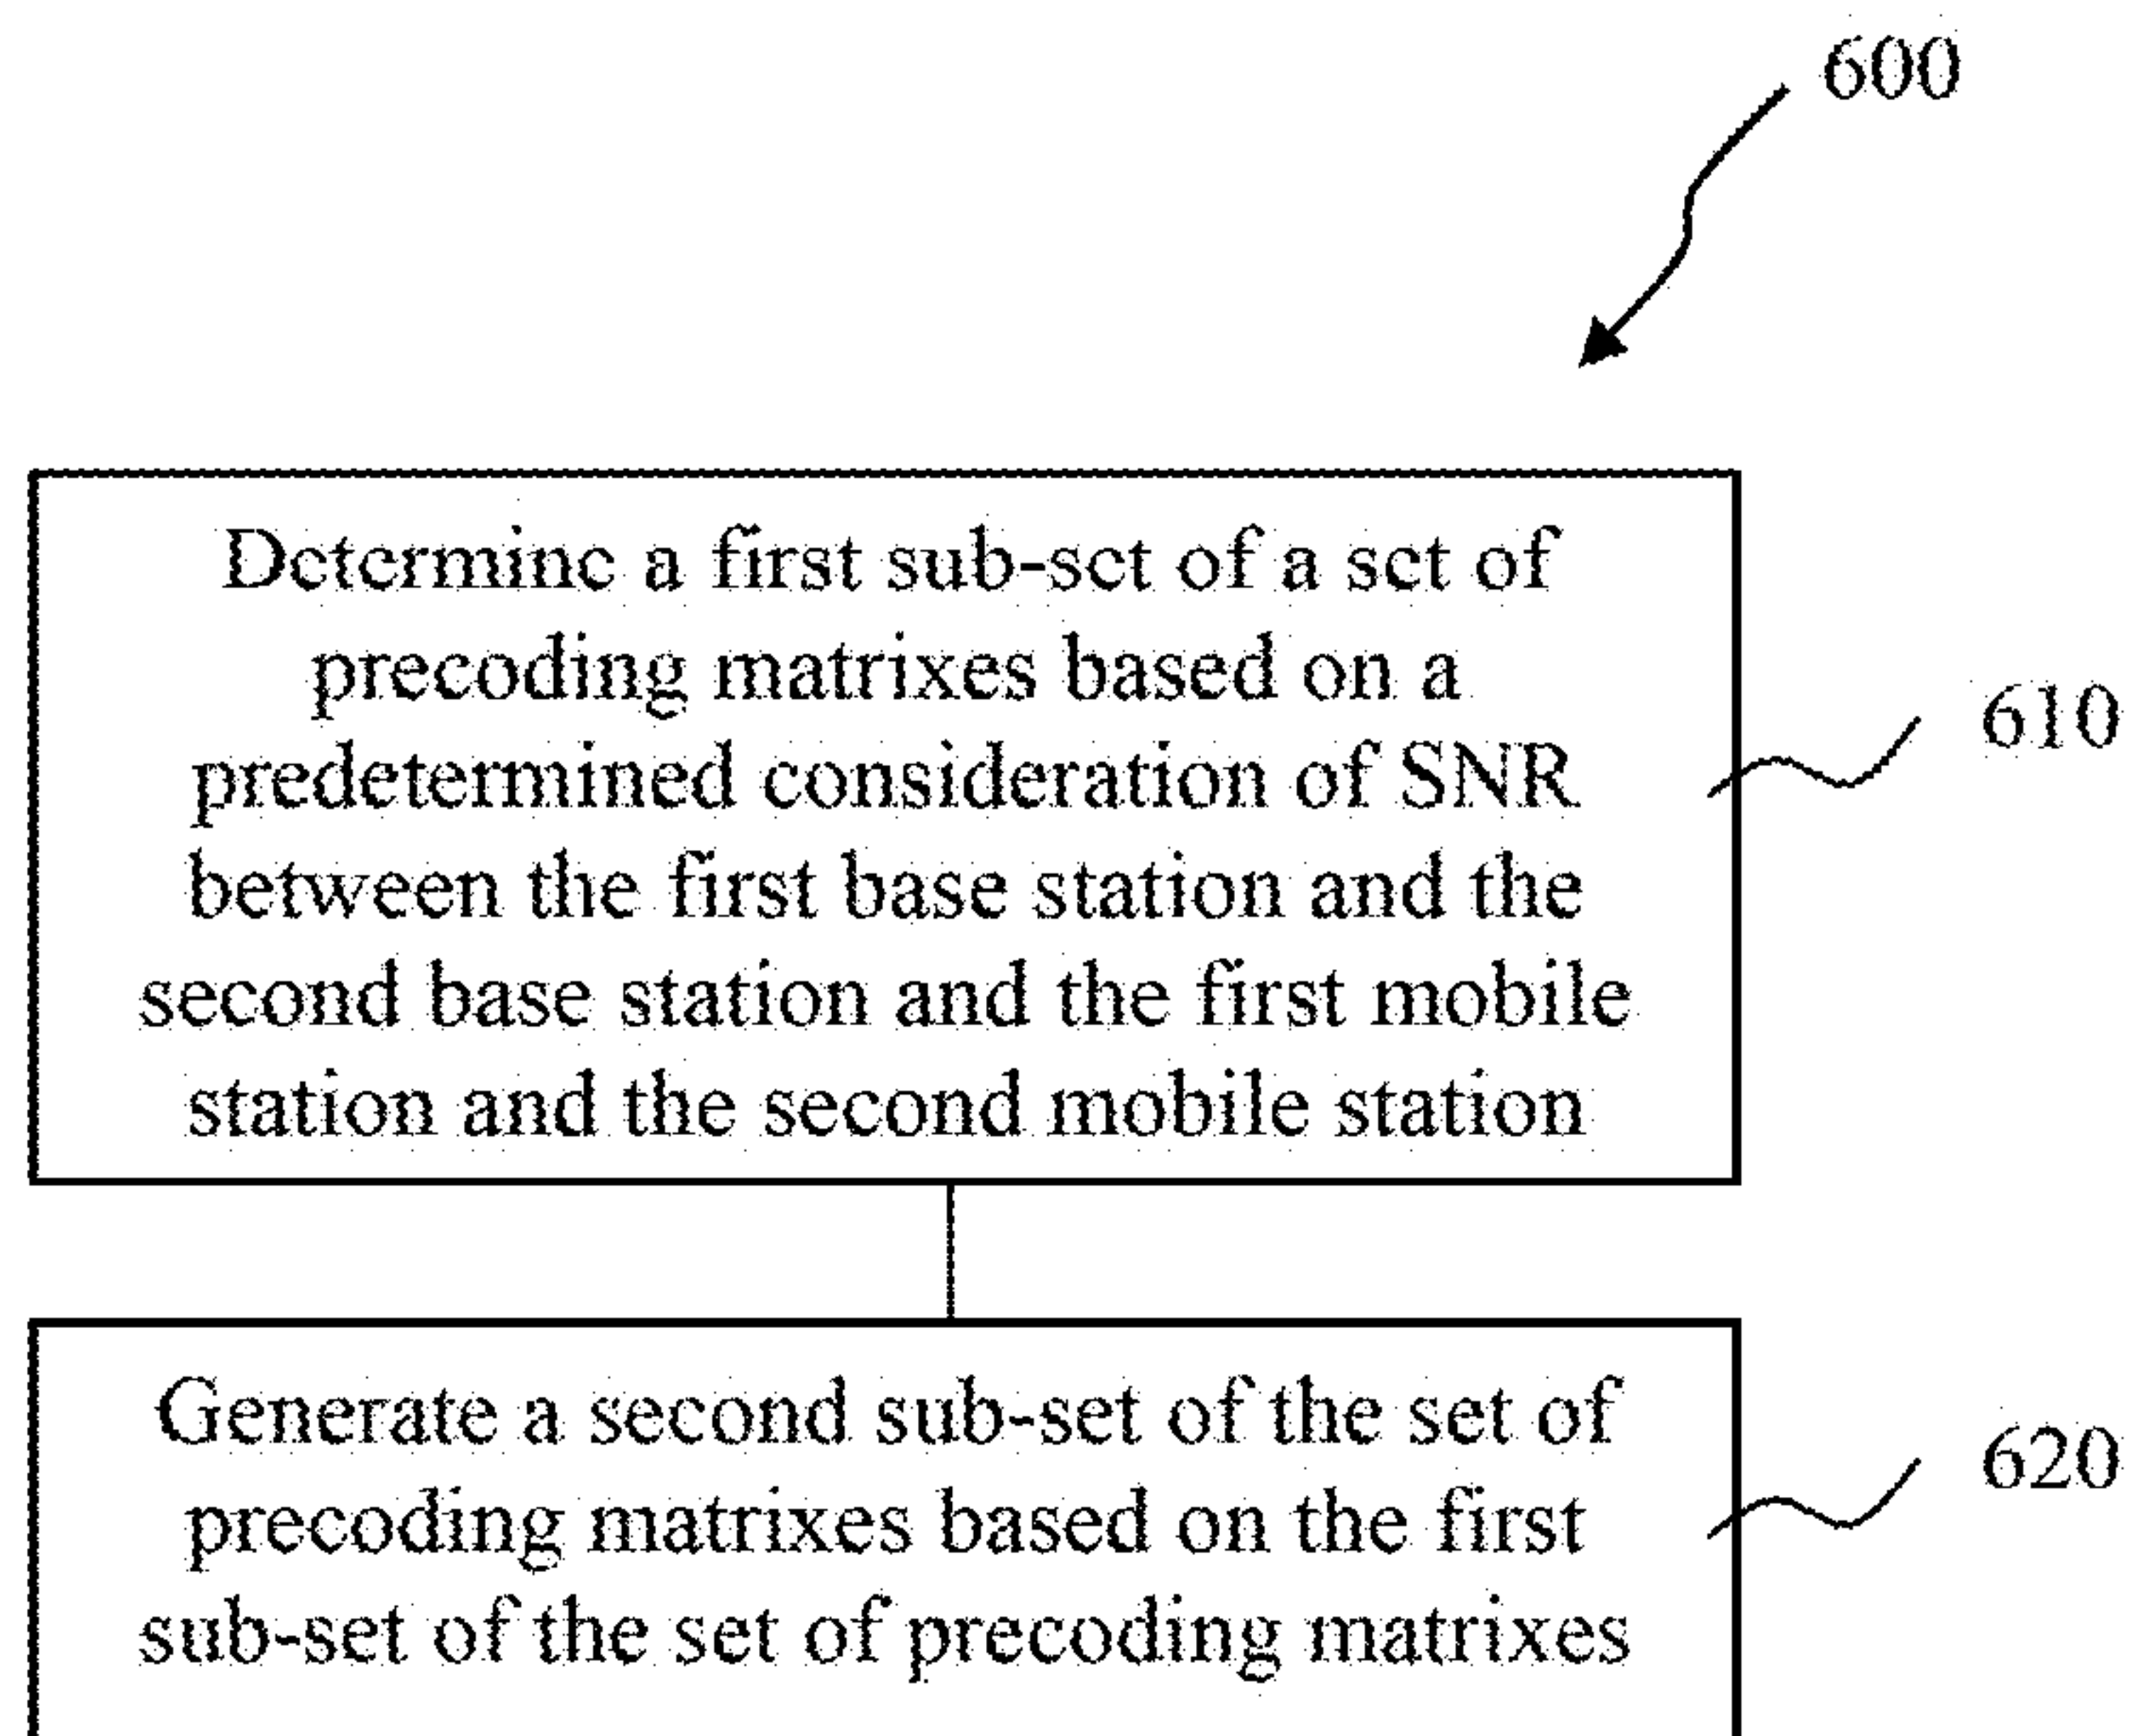 600
Determine a first sub-set of a set of
precoding matrixes based on a
predetermined consideration of SNR
between the first base station and the
second base station and the first mobile
station and the second mobile station
610
Generate a second sub-set of the set of
precoding matrixes based on the first
sub-set of the set of precoding matrixes
620